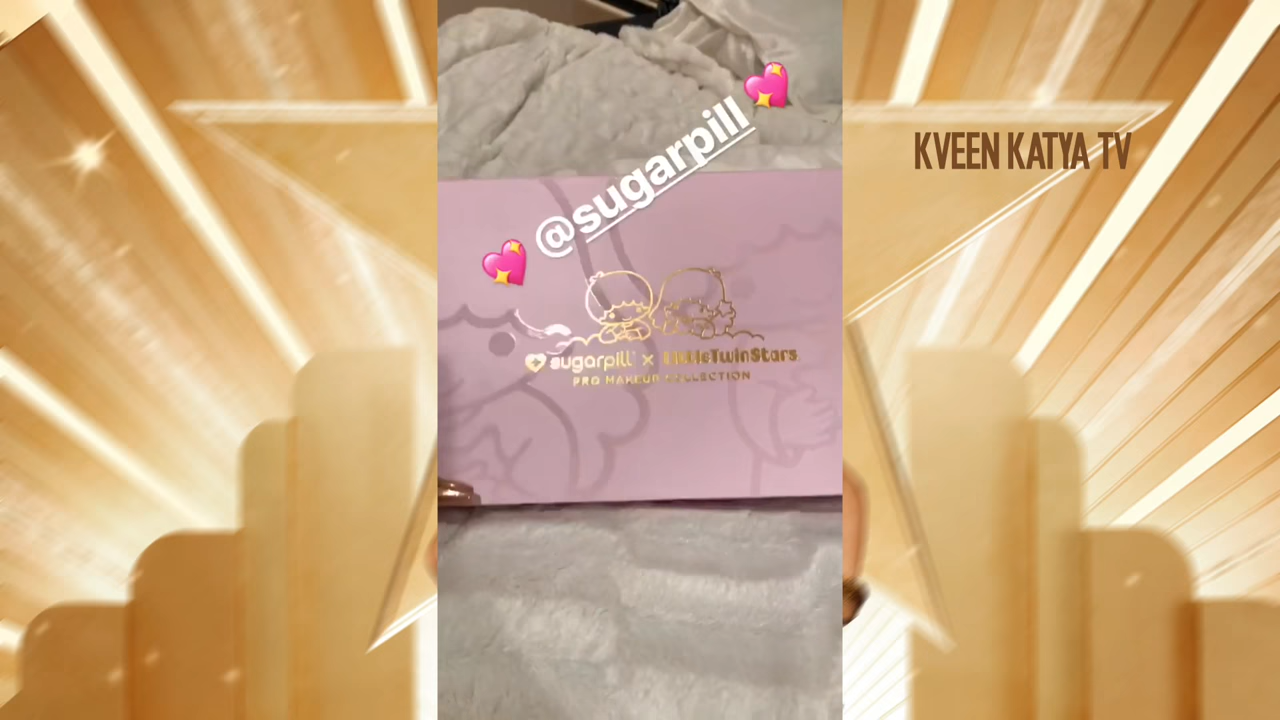 @sugarpill
KVEEN KATYA TV
sugarpill x LittleTwinStars
PRO MAKEUP COLLECTION